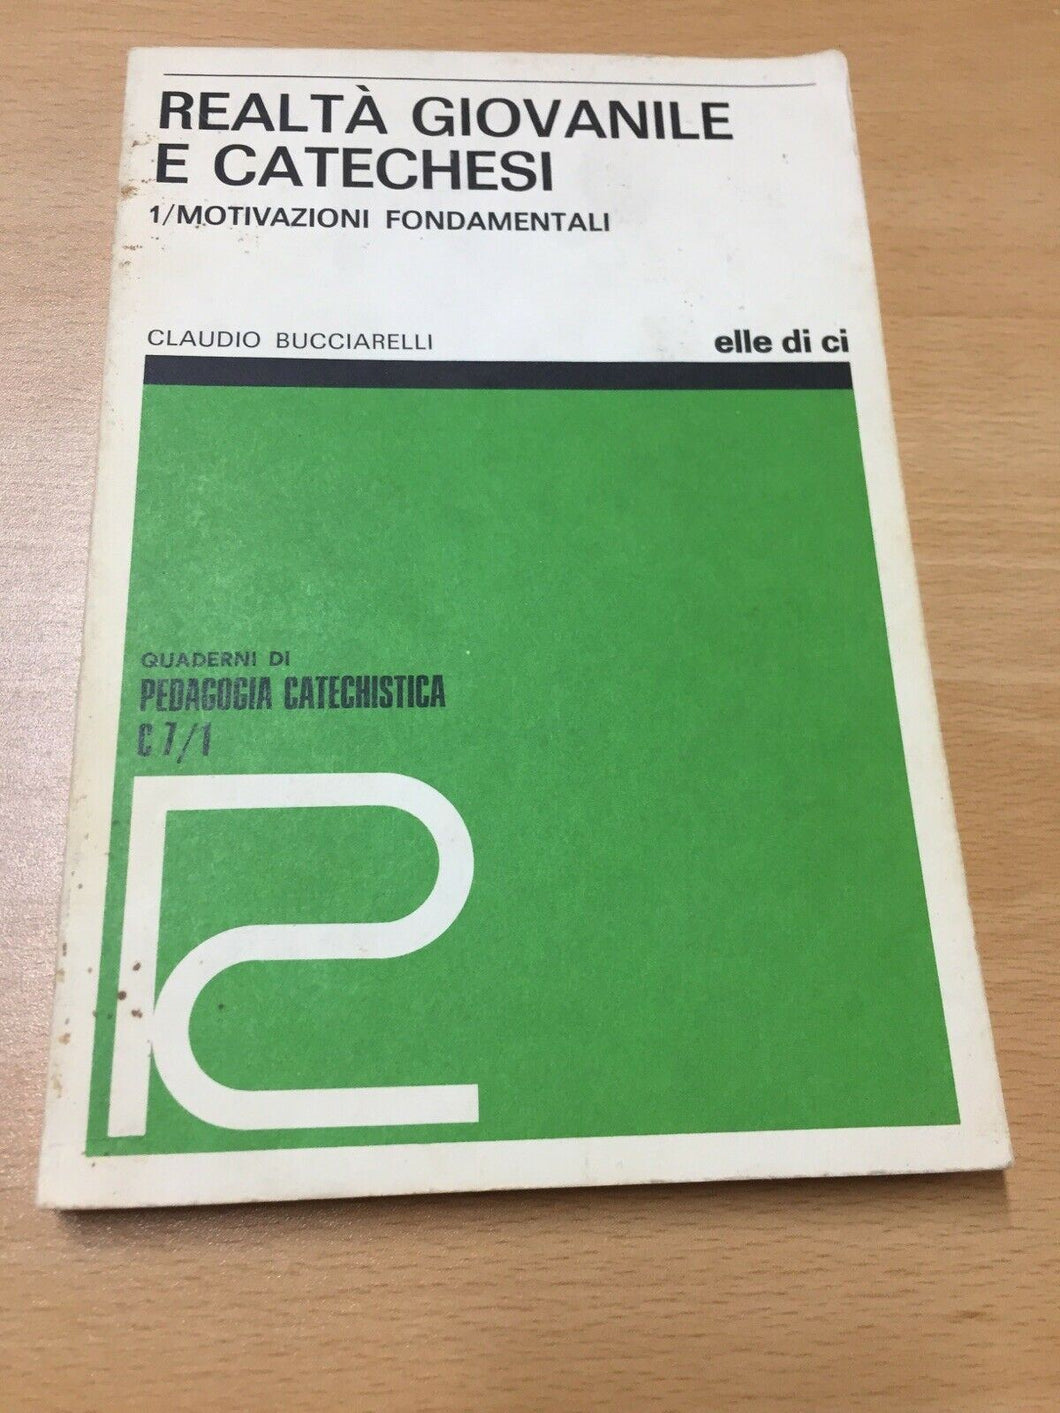 REALTÀ GIOVANILE
E CATECHESI
1/MOTIVAZIONI FONDAMENTALI
CLAUDIO BUCCIARELLI
elle di ci
QUADERNI DI
PEDAGOGIA CATECHISTICA
C 7/1